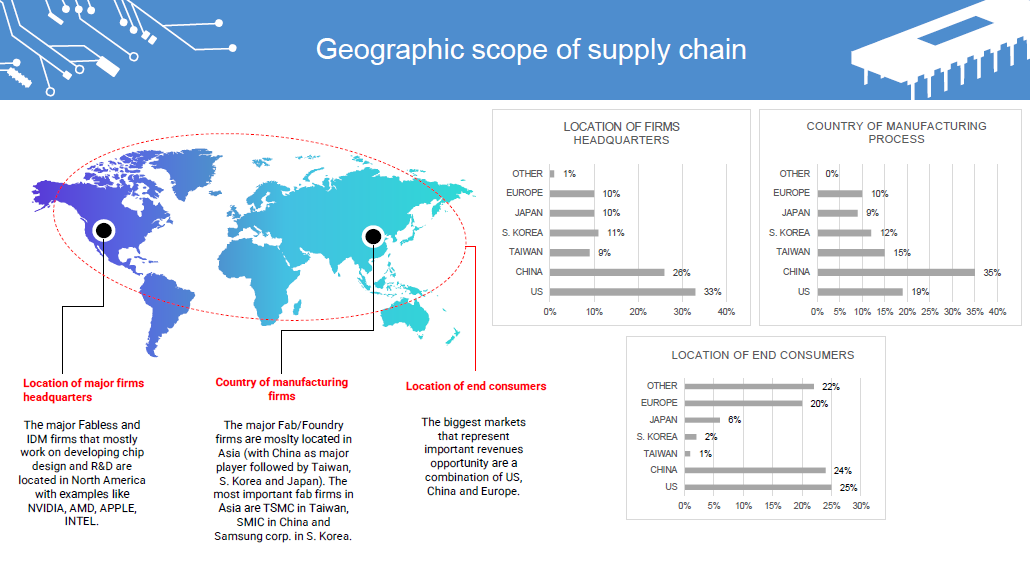 Geographic scope of supply chain
LOCATION OF FIRMS
HEADQUARTERS
OTHER 1%
EUROPE 10%
JAPAN 10%
S. KOREA 11%
TAIWAN 9%
CHINA 26%
US 33%
0% 10% 20% 30% 40%
COUNTRY OF MANUFACTURING
PROCESS
OTHER 0%
EUROPE 10%
JAPAN 9%
S. KOREA 12%
TAIWAN 15%
CHINA 35%
US 19%
0% 5% 10% 15% 20% 25% 30% 35% 40%
LOCATION OF END CONSUMERS
OTHER 22%
EUROPE 20%
JAPAN 6%
S. KOREA 2%
TAIWAN 1%
CHINA 24%
US 25%
0% 5% 10% 15% 20% 25% 30%
Location of major firms
headquarters
The major Fabless and
IDM firms that mostly
work on developing chip
design and R&D are
located in North America
with examples like
NVIDIA, AMD, APPLE,
INTEL.
Country of manufacturing
firms
The major Fab/Foundry
firms are moslty located in
Asia (with China as major
player followed by Taiwan,
S. Korea and Japan). The
most important fab firms in
Asia are TSMC in Taiwan,
SMIC in China and
Samsung corp. in S. Korea.
Location of end consumers
The biggest markets
that represent
important revenues
opportunity are a
combination of US,
China and Europe.